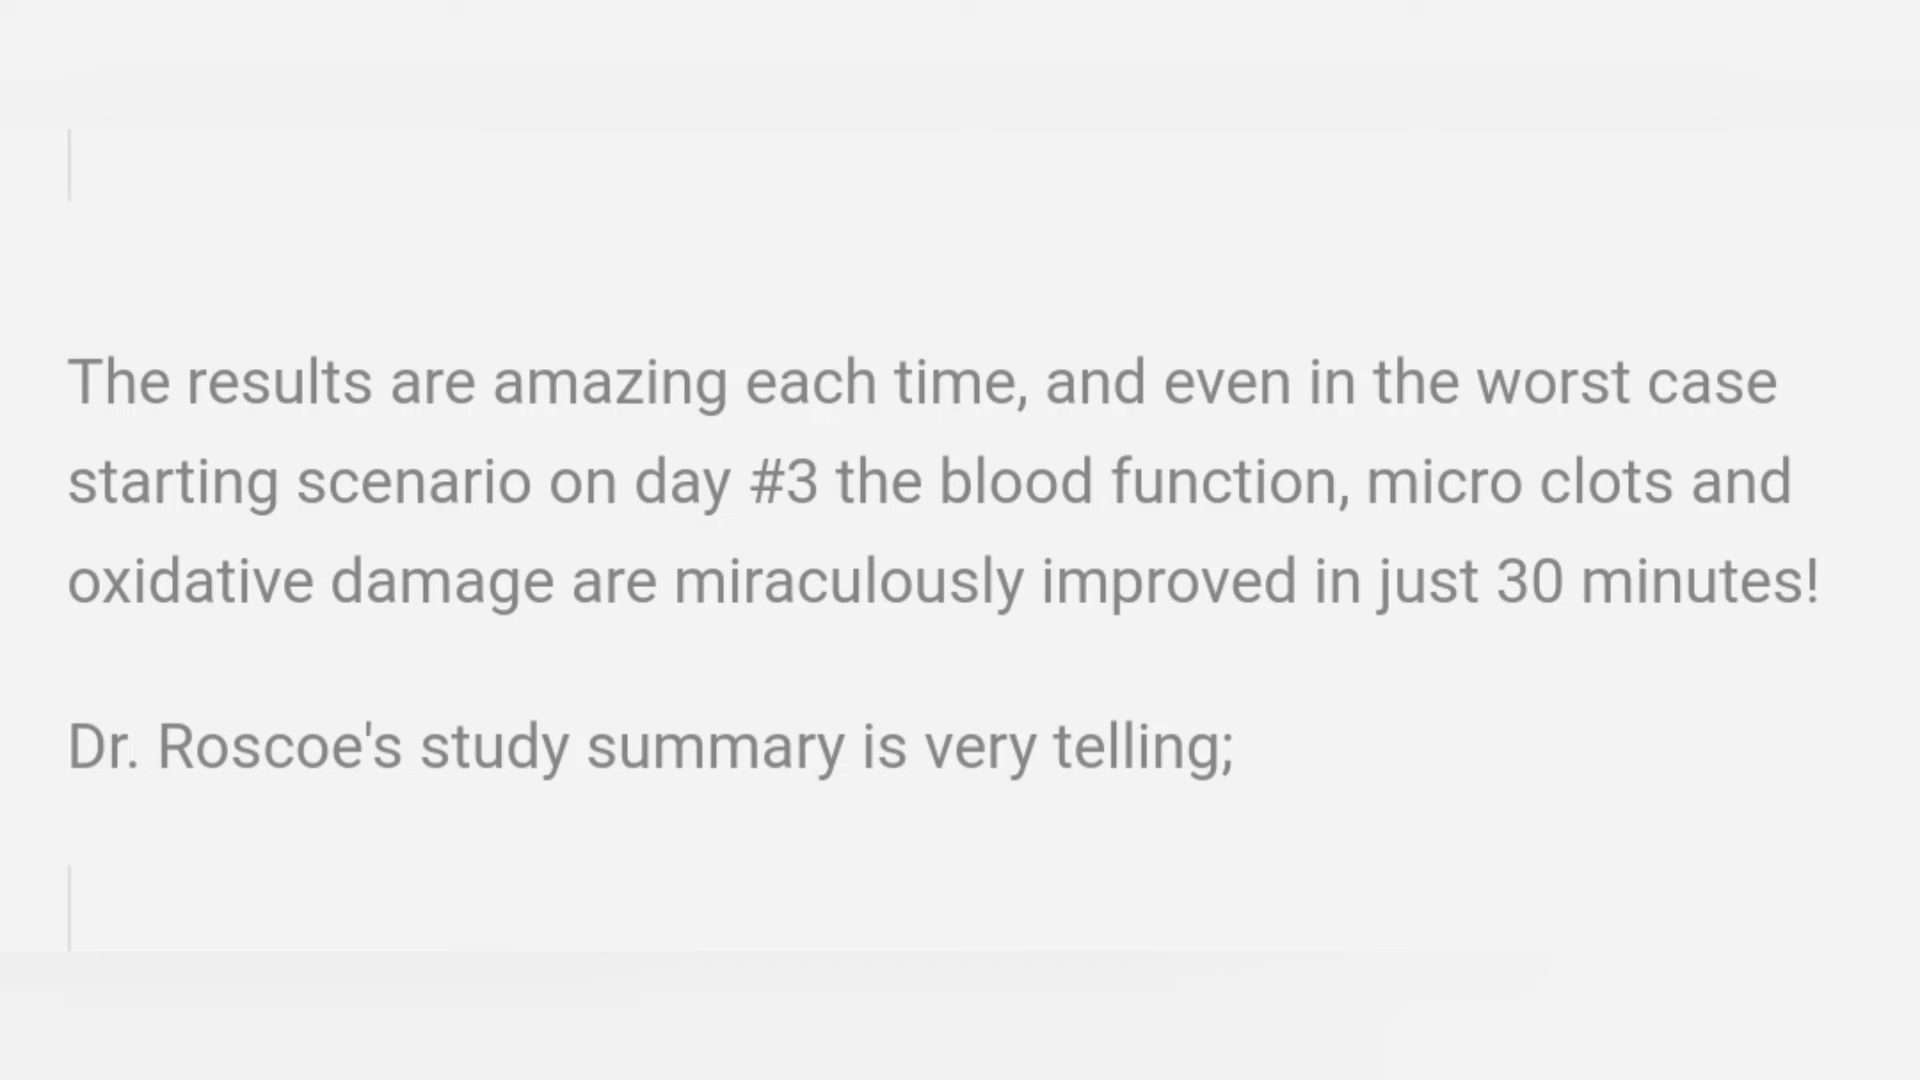 The results are amazing each time, and even in the worst case
starting scenario on day #3 the blood function, micro clots and
oxidative damage are miraculously improved in just 30 minutes!
Dr. Roscoe's study summary is very telling;